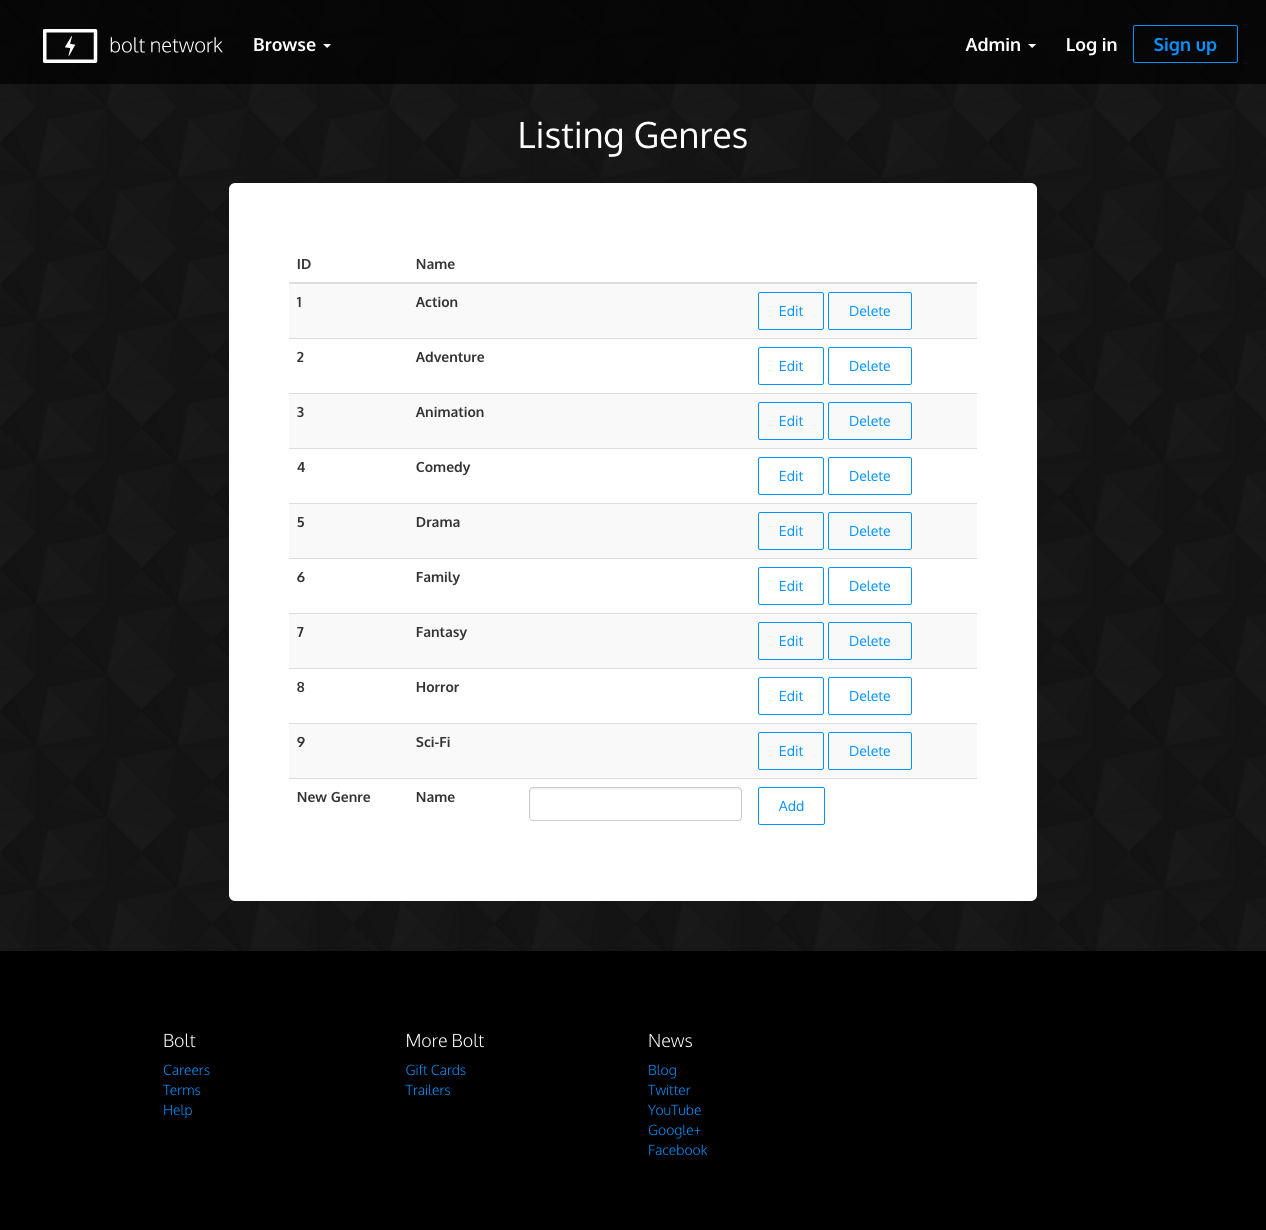 bolt network Browse Admin Log in Sign up
Listing Genres
ID Name
1 Action Edit Delete
2 Adventure Edit Delete
3 Animation Edit Delete
4 Comedy Edit Delete
5 Drama Edit Delete
6 Family Edit Delete
7 Fantasy Edit Delete
8 Horror Edit Delete
9 Sci-Fi Edit Delete
New Genre Name Add
Bolt
Careers
Terms
Help
More Bolt
Gift Cards
Trailers
News
Blog
Twitter
YouTube
Google+
Facebook